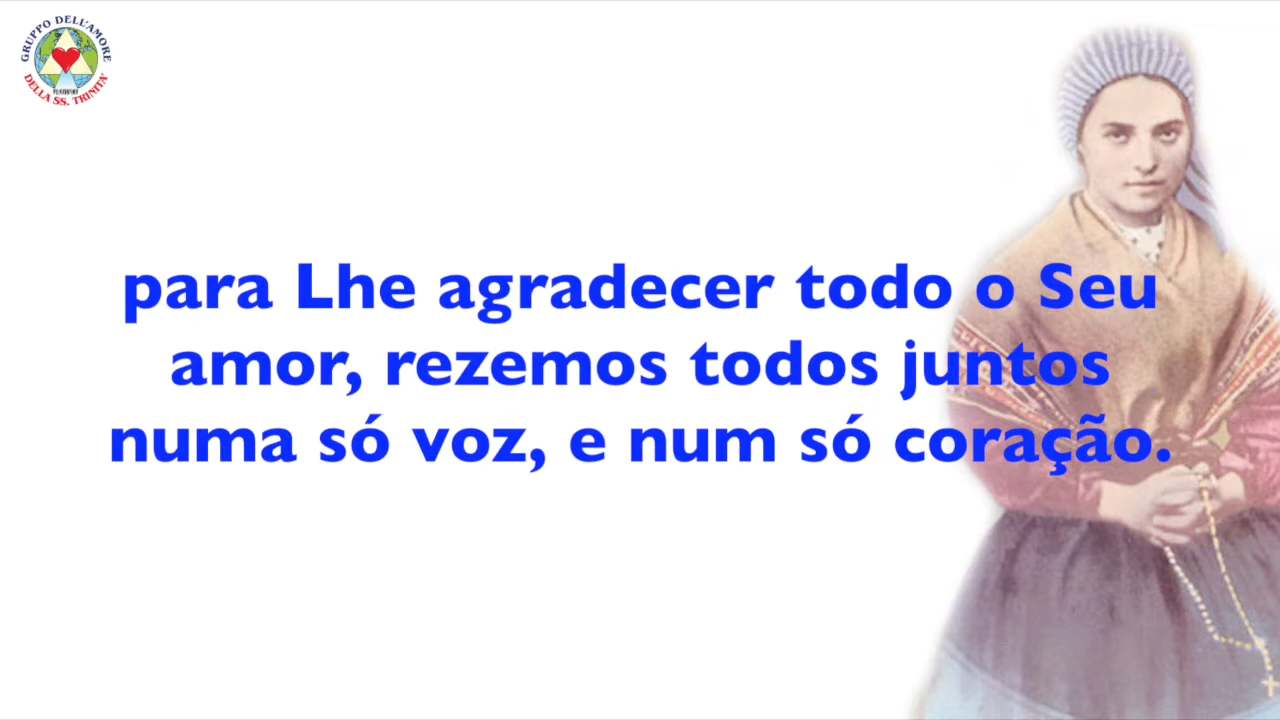 GRUPPO DELL'AMORE
DELLA SS. TRINITA'
para Lhe agradecer todo o Seu
amor, rezemos todos juntos
numa só voz, e num só coração.